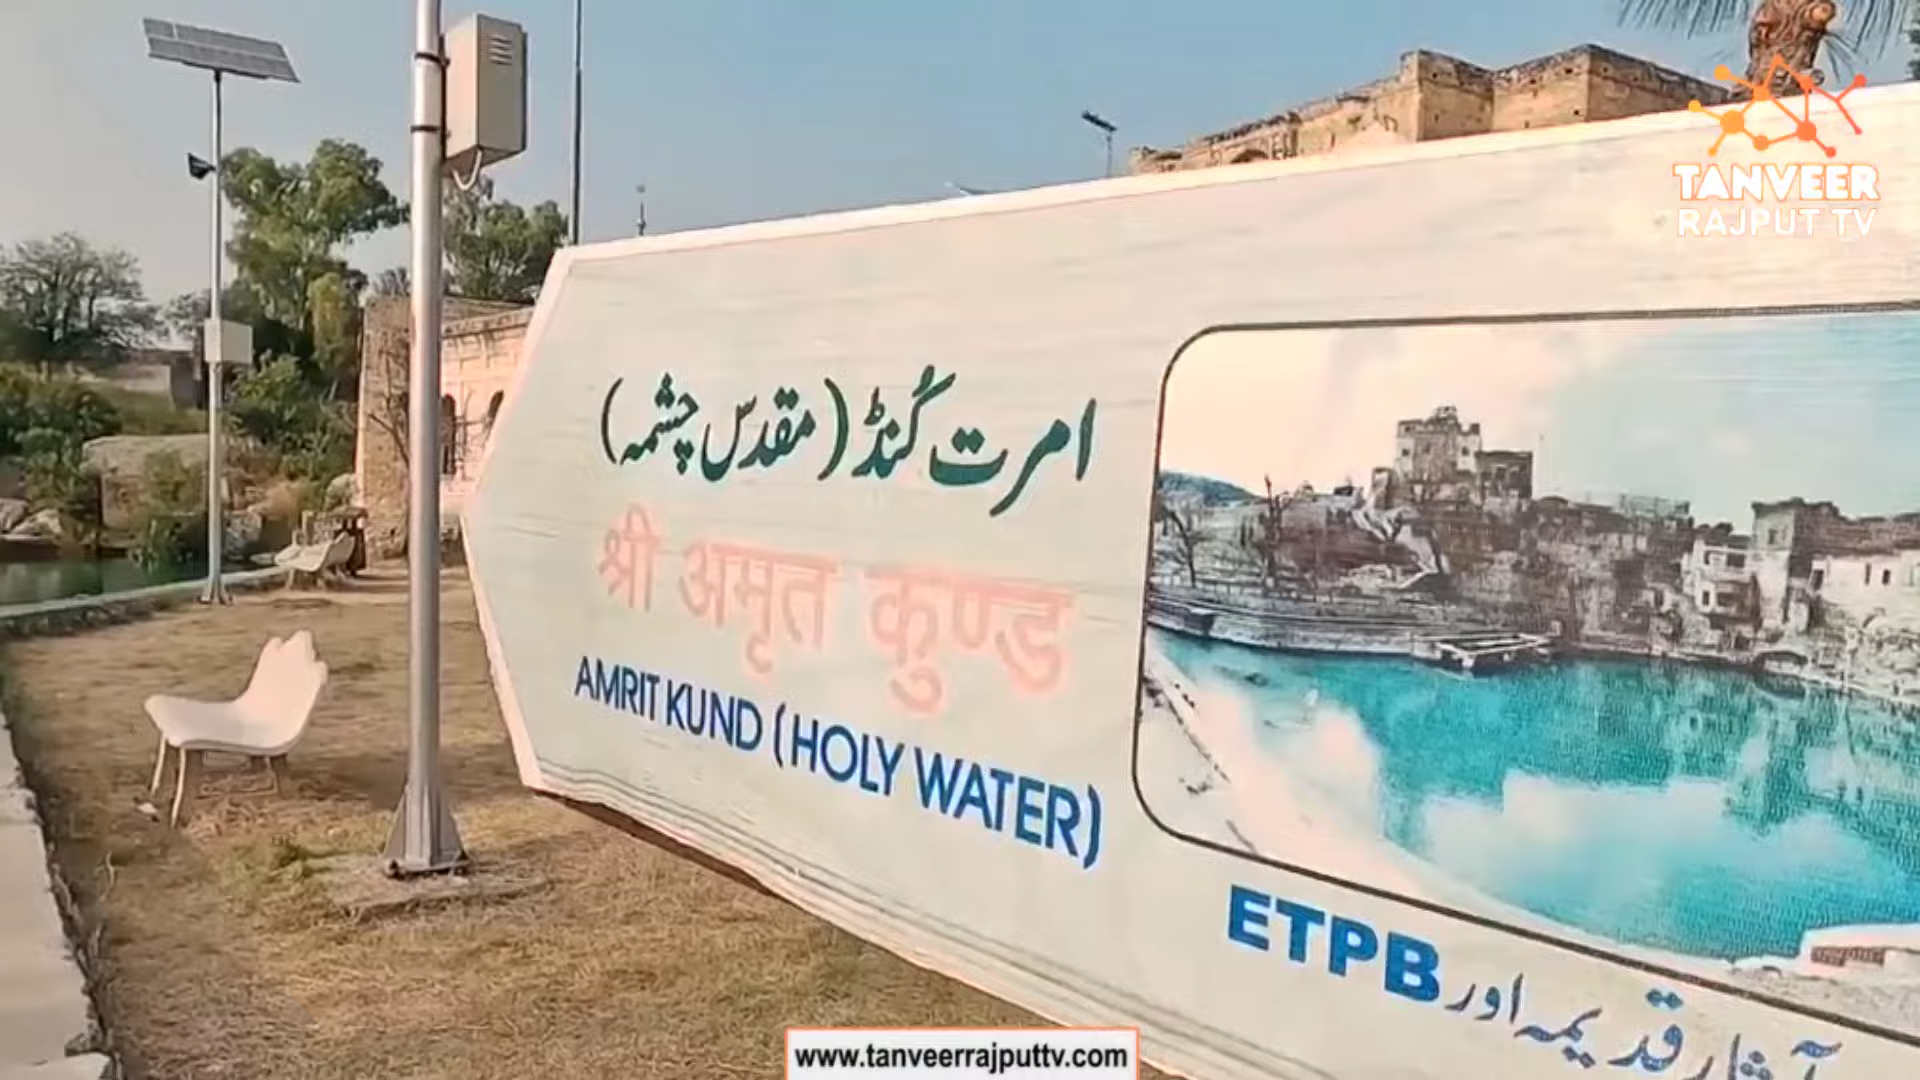 TANVEER
RAJPUT TV
امرت کُنڈ (مقدس چشمہ)
श्री अमृत कुण्ड
AMRIT KUND (HOLY WATER)
آثار قدیمہ اور ETPB
www.tanveerrajputtv.com